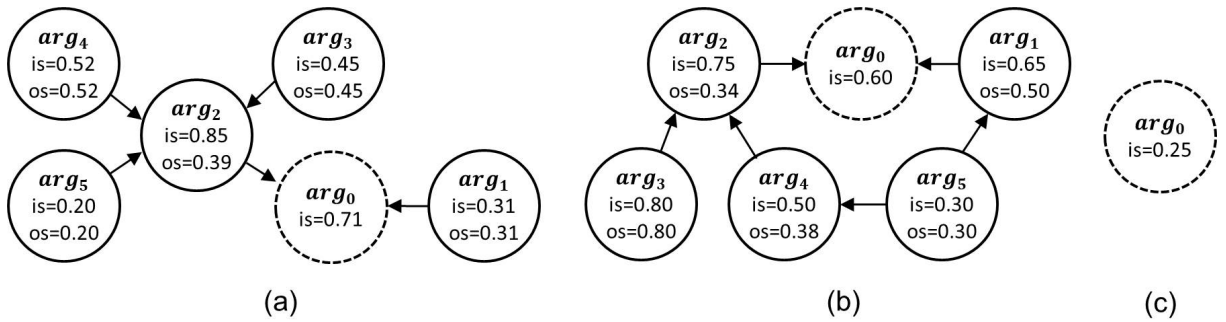 arg₄
is=0.52
os=0.52
arg₃
is=0.45
os=0.45
arg₂
is=0.85
os=0.39
arg₅
is=0.20
os=0.20
arg₀
is=0.71
arg₁
is=0.31
os=0.31
(a)
arg₂
is=0.75
os=0.34
arg₀
is=0.60
arg₁
is=0.65
os=0.50
arg₃
is=0.80
os=0.80
arg₄
is=0.50
os=0.38
arg₅
is=0.30
os=0.30
(b)
arg₀
is=0.25
(c)